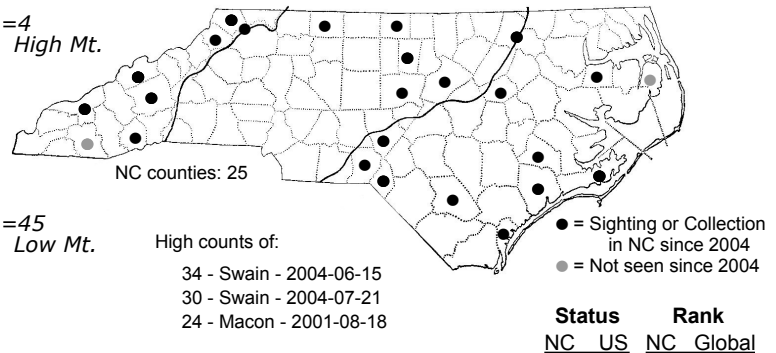 =4
High Mt.
NC counties: 25
=45
Low Mt.
High counts of:
34 - Swain - 2004-06-15
30 - Swain - 2004-07-21
24 - Macon - 2001-08-18
● = Sighting or Collection
in NC since 2004
● = Not seen since 2004
Status Rank
NC US NC Global